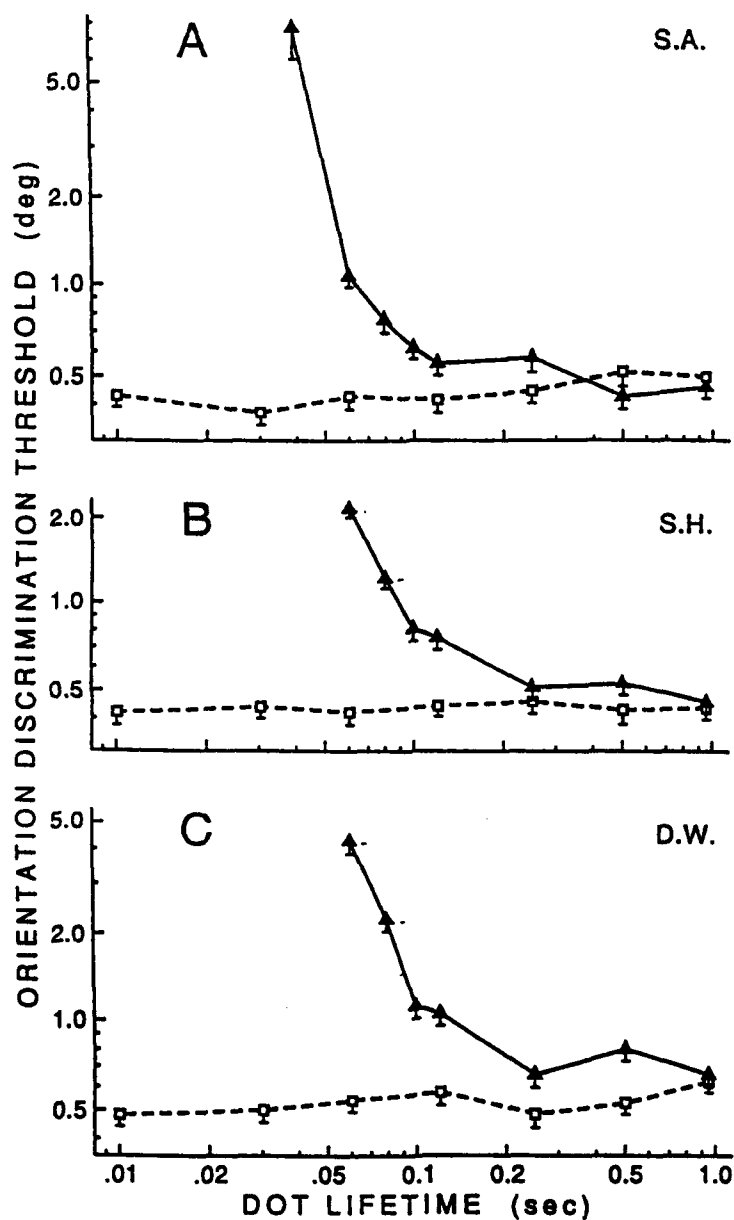 A
S.A.
5.0
2.0
1.0
0.5
B
S.H.
2.0
1.0
0.5
C
D.W.
5.0
2.0
1.0
0.5
.01 .02 .05 0.1 0.2 0.5 1.0
DOT LIFETIME (sec)
ORIENTATION DISCRIMINATION THRESHOLD (deg)